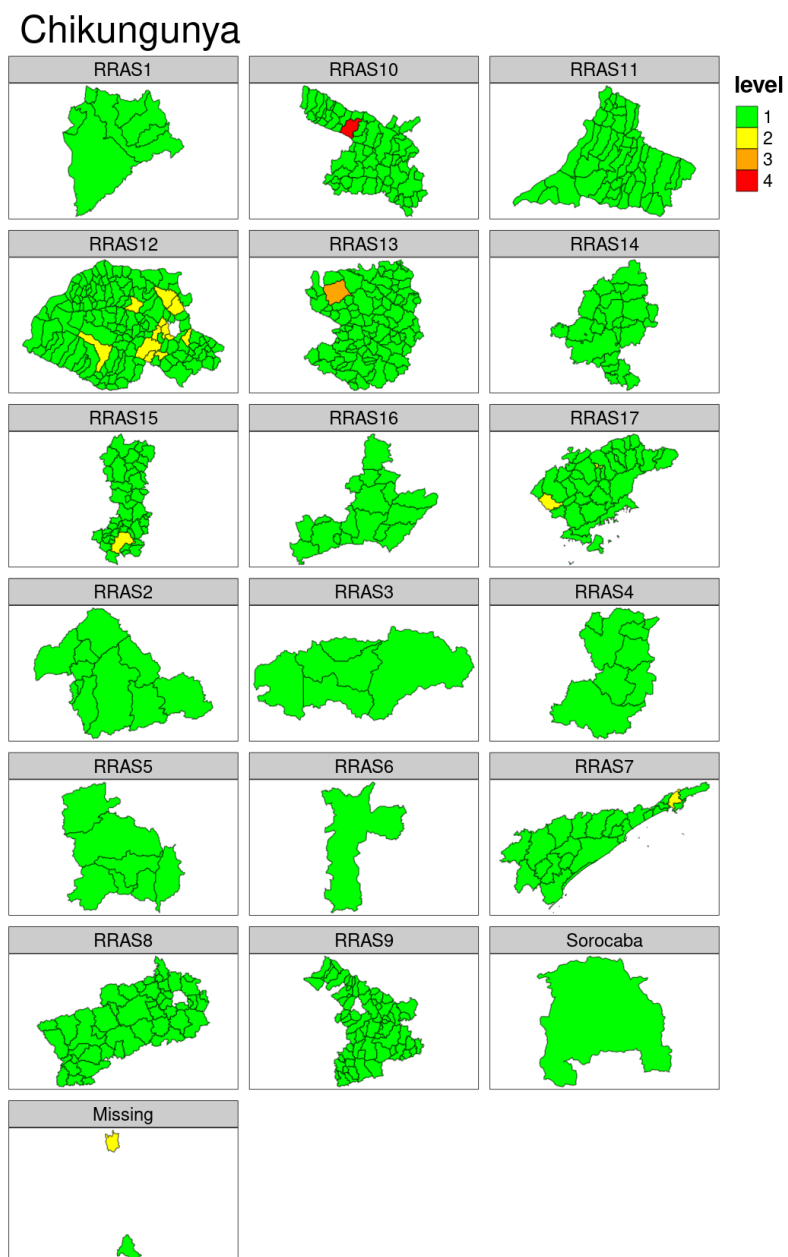 Chikungunya
RRAS1
RRAS10
RRAS11
level
1
2
3
4
RRAS12
RRAS13
RRAS14
RRAS15
RRAS16
RRAS17
RRAS2
RRAS3
RRAS4
RRAS5
RRAS6
RRAS7
RRAS8
RRAS9
Sorocaba
Missing